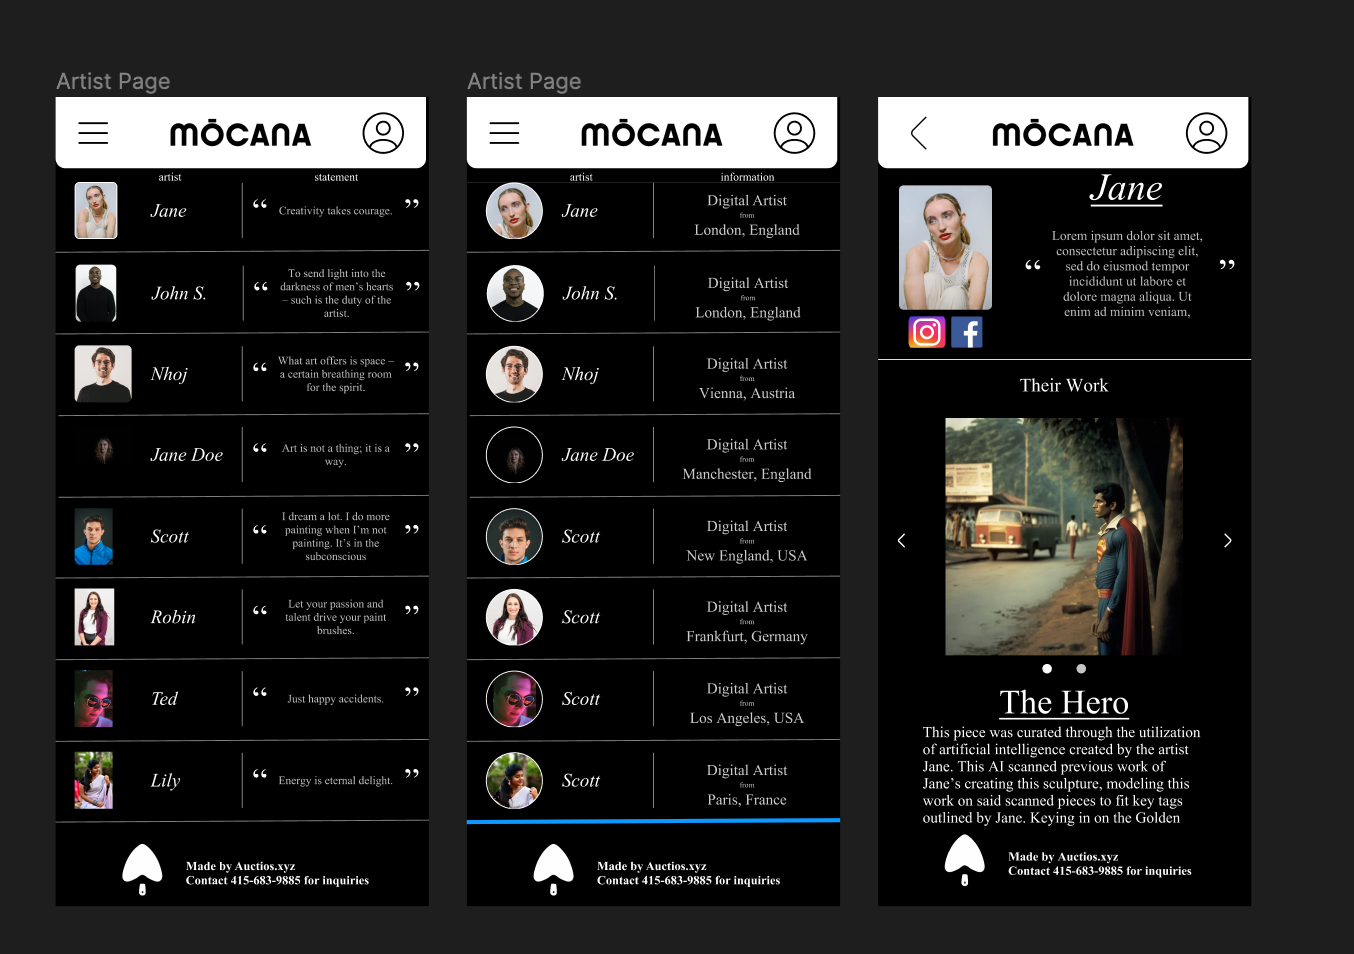 Artist Page
MOCANA
artist
statement
Jane
“ Creativity takes courage. ”
John S.
To send light into the
“ darkness of men’s hearts ”
– such is the duty of the
artist.
Nhoj
What art offers is space –
“ a certain breathing room ”
for the spirit.
Jane Doe
“ Art is not a thing; it is a ”
way.
Scott
I dream a lot. I do more
“ painting when I’m not ”
painting. It’s in the
subconscious
Robin
Let your passion and
“ talent drive your paint ”
brushes.
Ted
“ Just happy accidents. ”
Lily
“ Energy is eternal delight. ”
Made by Auctios.xyz
Contact 415-683-9885 for inquiries
Artist Page
MŌCANA
artist
information
Jane
Digital Artist
from
London, England
John S.
Digital Artist
from
London, England
Nhoj
Digital Artist
from
Vienna, Austria
Jane Doe
Digital Artist
from
Manchester, England
Scott
Digital Artist
from
New England, USA
Scott
Digital Artist
from
Frankfurt, Germany
Scott
Digital Artist
from
Los Angeles, USA
Scott
Digital Artist
from
Paris, France
Made by Auctios.xyz
Contact 415-683-9885 for inquiries
MŌCANA
Jane
Lorem ipsum dolor sit amet,
consectetur adipiscing elit,
“ sed do eiusmod tempor ”
incididunt ut labore et
dolore magna aliqua. Ut
enim ad minim veniam,
Their Work
The Hero
This piece was curated through the utilization
of artificial intelligence created by the artist
Jane. This AI scanned previous work of
Jane’s creating this sculpture, modeling this
work on said scanned pieces to fit key tags
outlined by Jane. Keying in on the Golden
Made by Auctios.xyz
Contact 415-683-9885 for inquiries